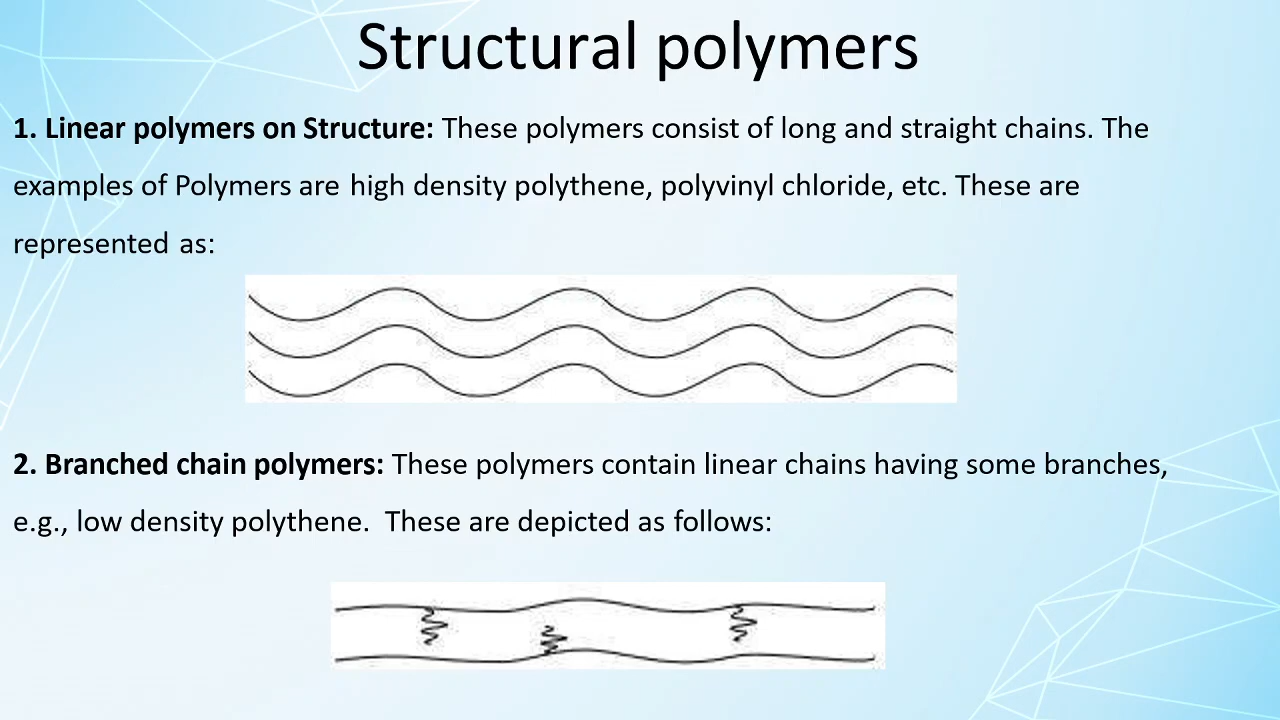 Structural polymers
1. Linear polymers on Structure: These polymers consist of long and straight chains. The
examples of Polymers are high density polythene, polyvinyl chloride, etc. These are
represented as:
2. Branched chain polymers: These polymers contain linear chains having some branches,
e.g., low density polythene.  These are depicted as follows: